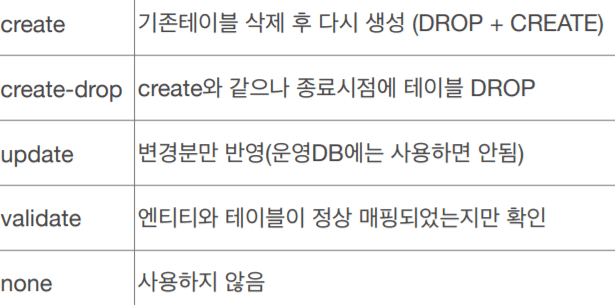 create 기존테이블 삭제 후 다시 생성 (DROP + CREATE)
create-drop create와 같으나 종료시점에 테이블 DROP
update 변경분만 반영(운영DB에는 사용하면 안됨)
validate 엔티티와 테이블이 정상 매핑되었는지만 확인
none 사용하지 않음